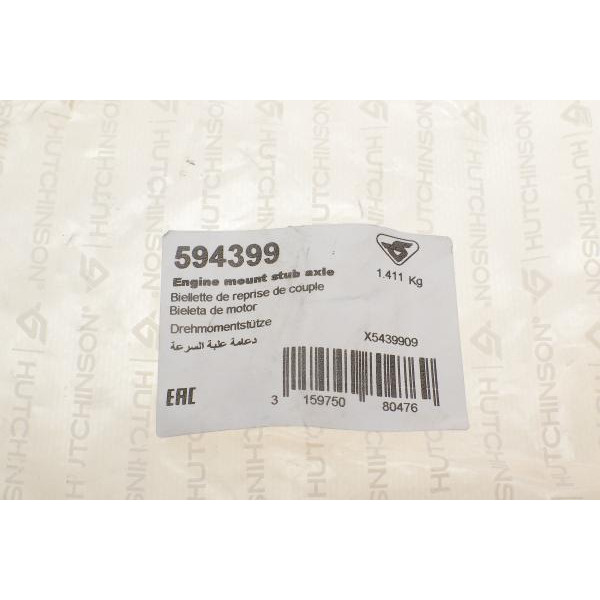 594399
Engine mount stub axle
1.411 Kg
Biellette de reprise de couple
Bieleta de motor
Drehmomentstütze
دعامة علبة السرعة
X5439909
EAC
3 159750 80476
HUTCHINSON
HUTCHINSON
HUTCHINSON
HUTCHINSON
HUTCHINSON
HUTCHINSON